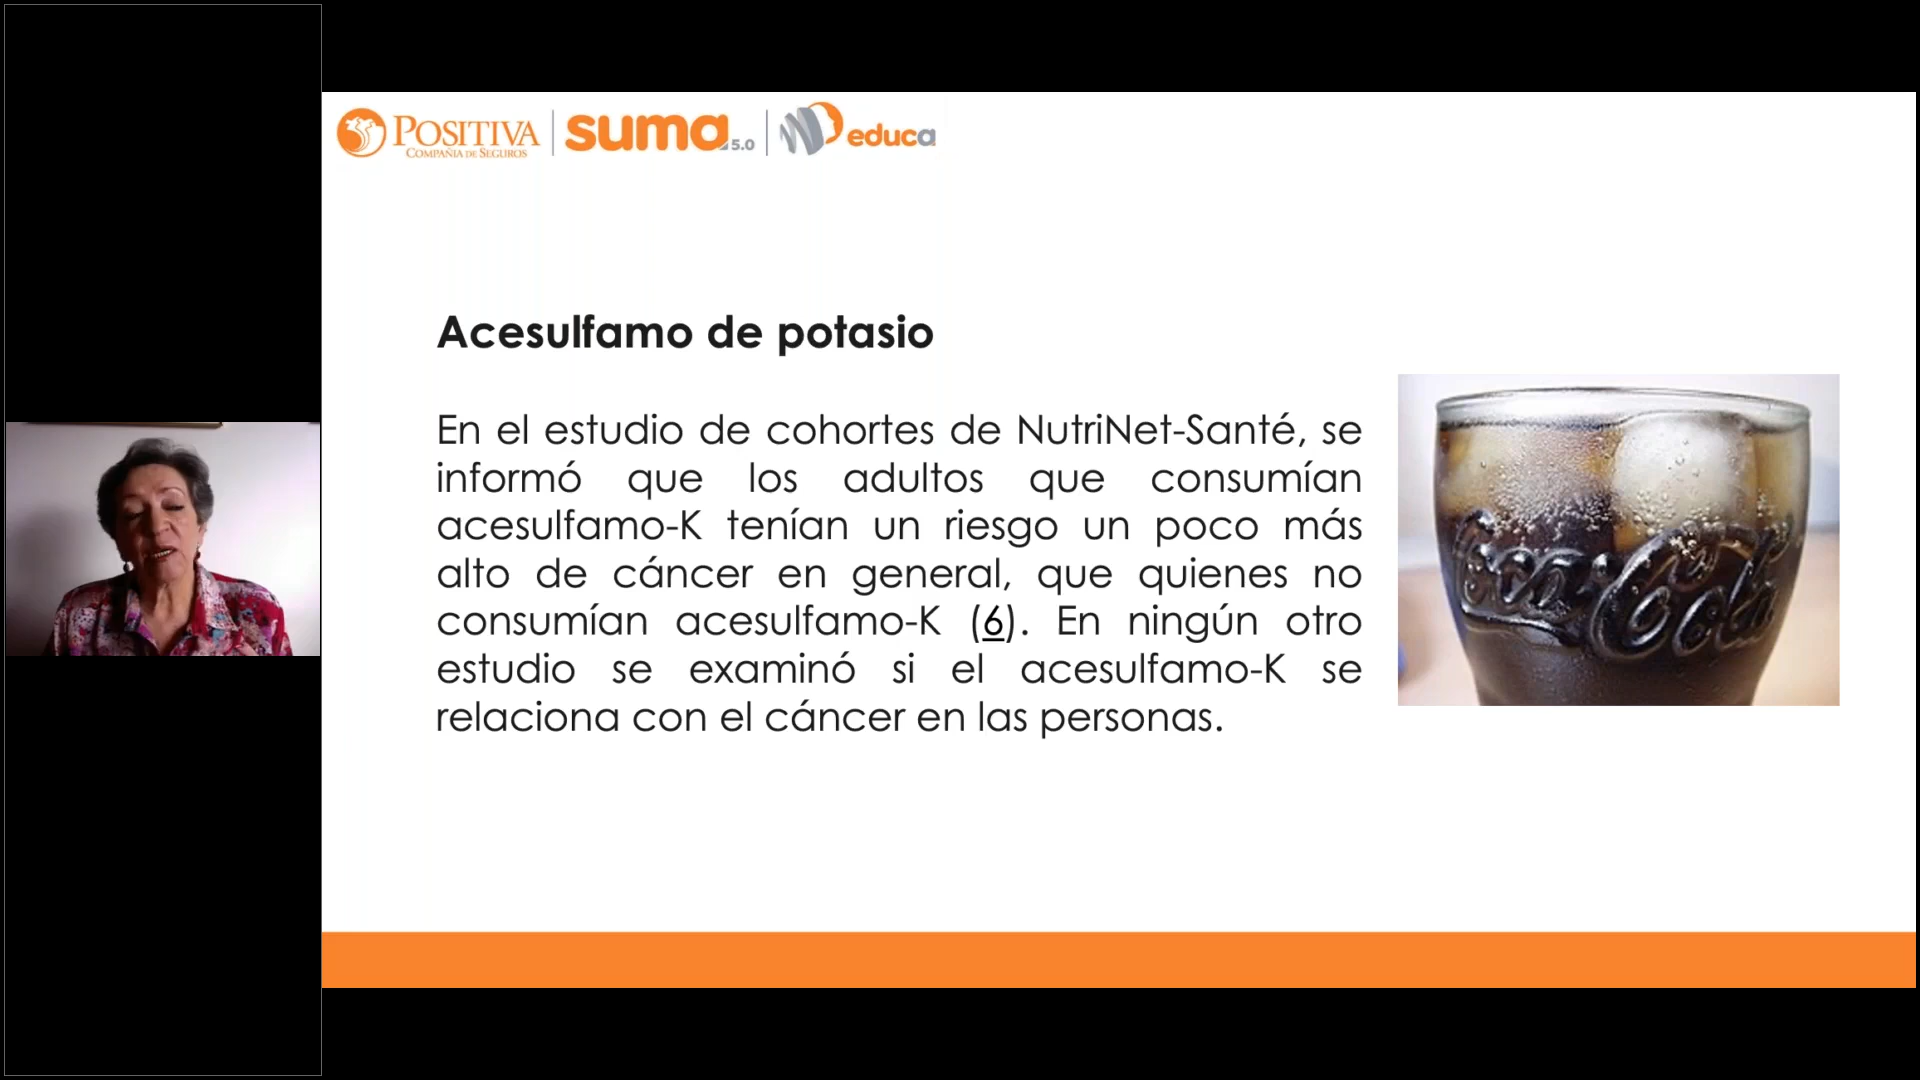 POSITIVA
COMPAÑIA DE SEGUROS
suma 5.0
educa
Acesulfamo de potasio
En el estudio de cohortes de NutriNet-Santé, se
informó que los adultos que consumían
acesulfamo-K tenían un riesgo un poco más
alto de cáncer en general, que quienes no
consumían acesulfamo-K (6). En ningún otro
estudio se examinó si el acesulfamo-K se
relaciona con el cáncer en las personas.
Coca-Cola